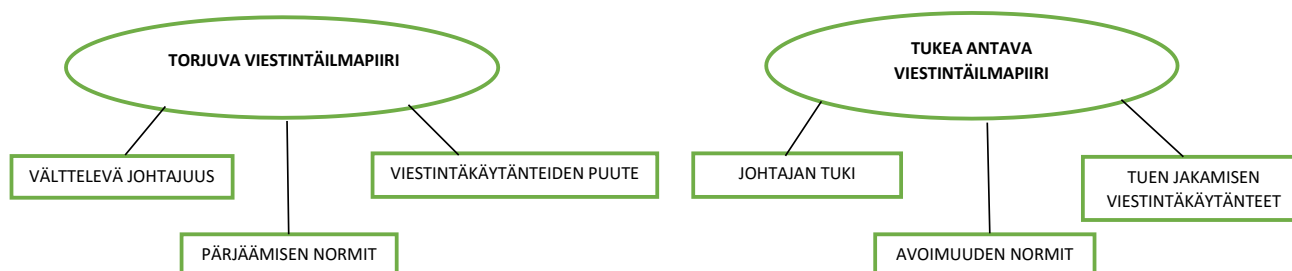 TORJUVA VIESTINTÄILMAPIIRI
VÄLTTELEVÄ JOHTAJUUS
PÄRJÄÄMISEN NORMIT
VIESTINTÄKÄYTÄNTEIDEN PUUTE
TUKEA ANTAVA
VIESTINTÄILMAPIIRI
JOHTAJAN TUKI
AVOIMUUDEN NORMIT
TUEN JAKAMISEN
VIESTINTÄKÄYTÄNTEET